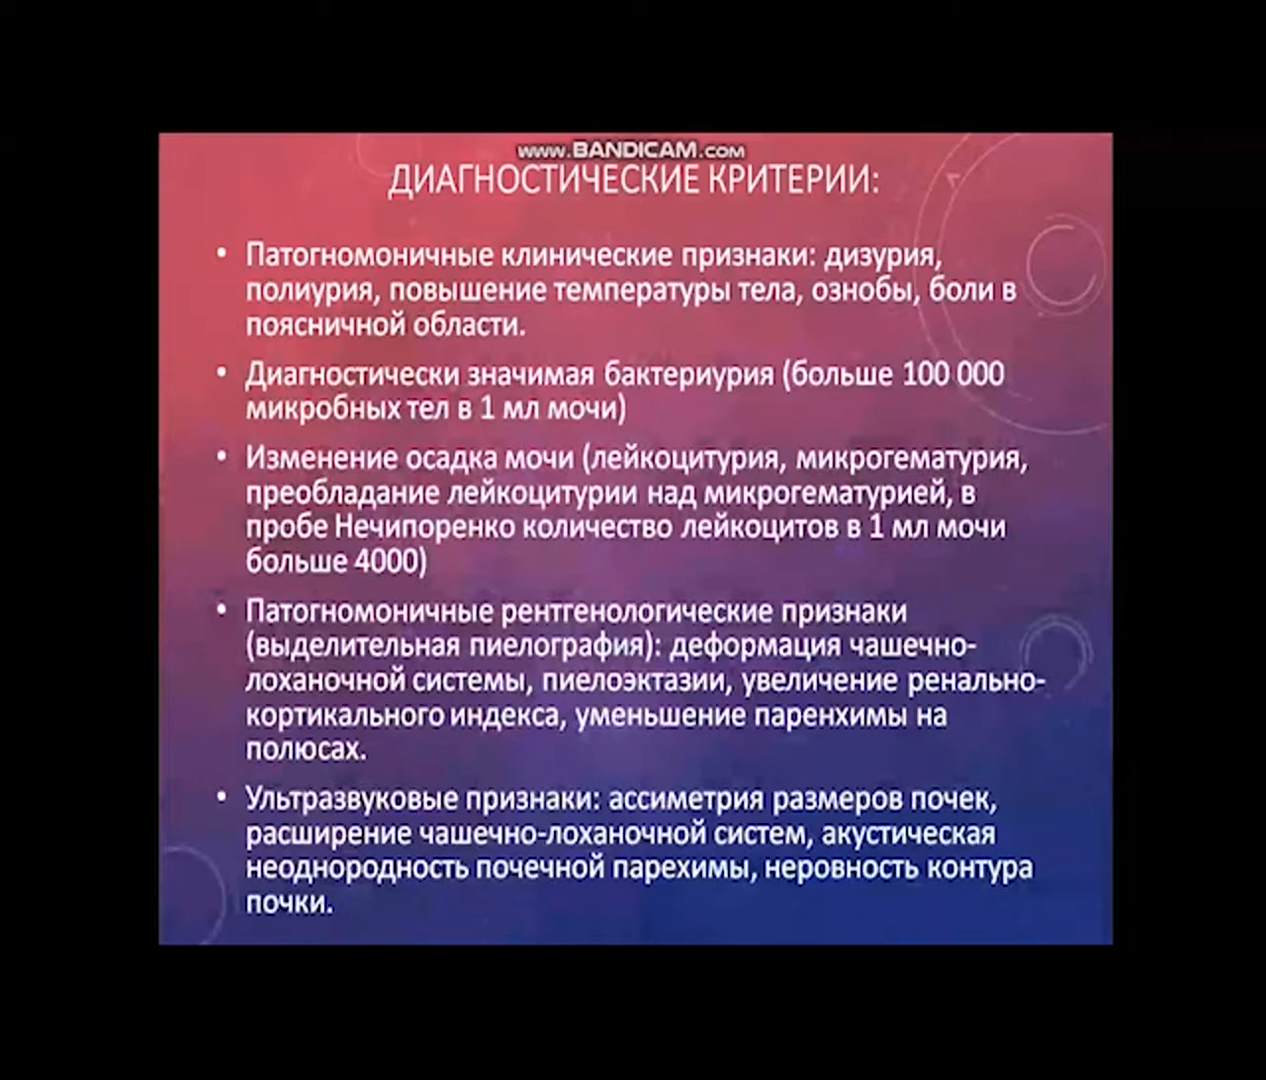 www.BANDICAM.com
ДИАГНОСТИЧЕСКИЕ КРИТЕРИИ:
• Патогномоничные клинические признаки: дизурия,
полиурия, повышение температуры тела, ознобы, боли в
поясничной области.
• Диагностически значимая бактериурия (больше 100 000
микробных тел в 1 мл мочи)
• Изменение осадка мочи (лейкоцитурия, микрогематурия,
преобладание лейкоцитурии над микрогематурией, в
пробе Нечипоренко количество лейкоцитов в 1 мл мочи
больше 4000)
• Патогномоничные рентгенологические признаки
(выделительная пиелография): деформация чашечно-
лоханочной системы, пиелоэктазии, увеличение ренально-
кортикального индекса, уменьшение паренхимы на
полюсах.
• Ультразвуковые признаки: ассиметрия размеров почек,
расширение чашечно-лоханочной систем, акустическая
неоднородность почечной парехимы, неровность контура
почки.